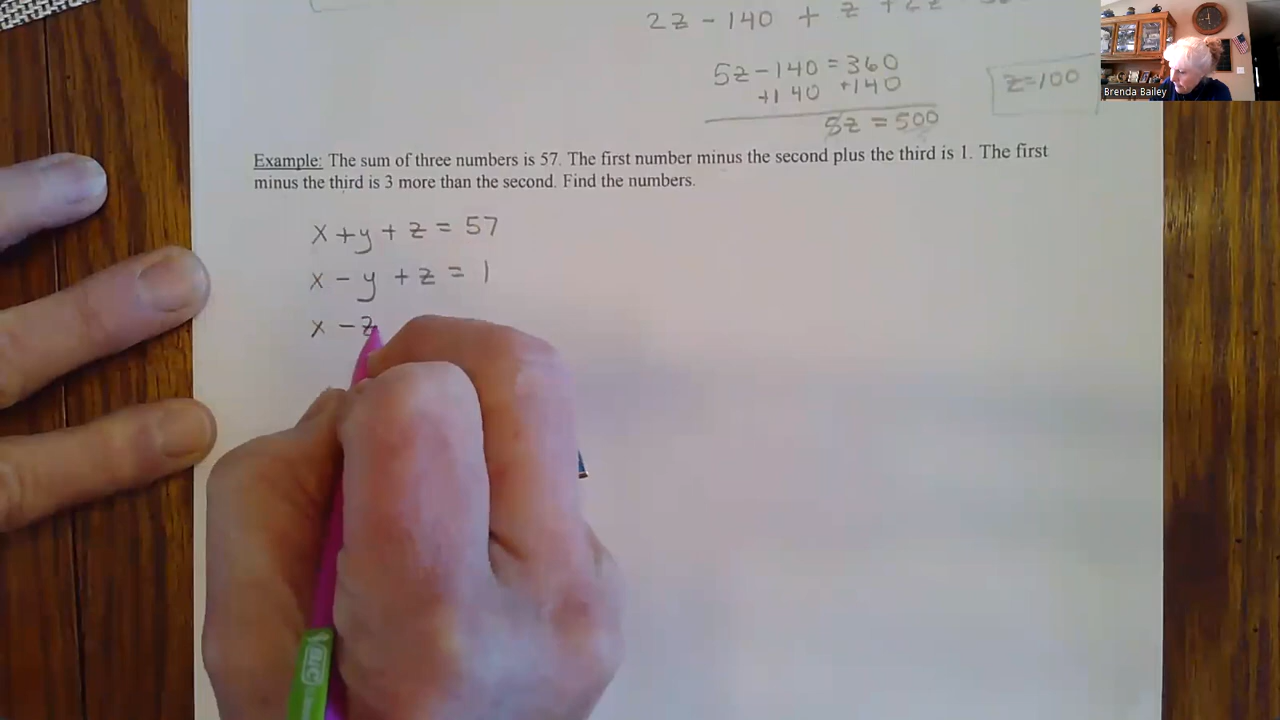 2z - 140 + z +
5z - 140 = 360
+140 +140
5z = 500
z=100
Brenda Bailey
Example: The sum of three numbers is 57. The first number minus the second plus the third is 1. The first
minus the third is 3 more than the second. Find the numbers.
x + y + z = 57
x - y + z = 1
x - z
BIC